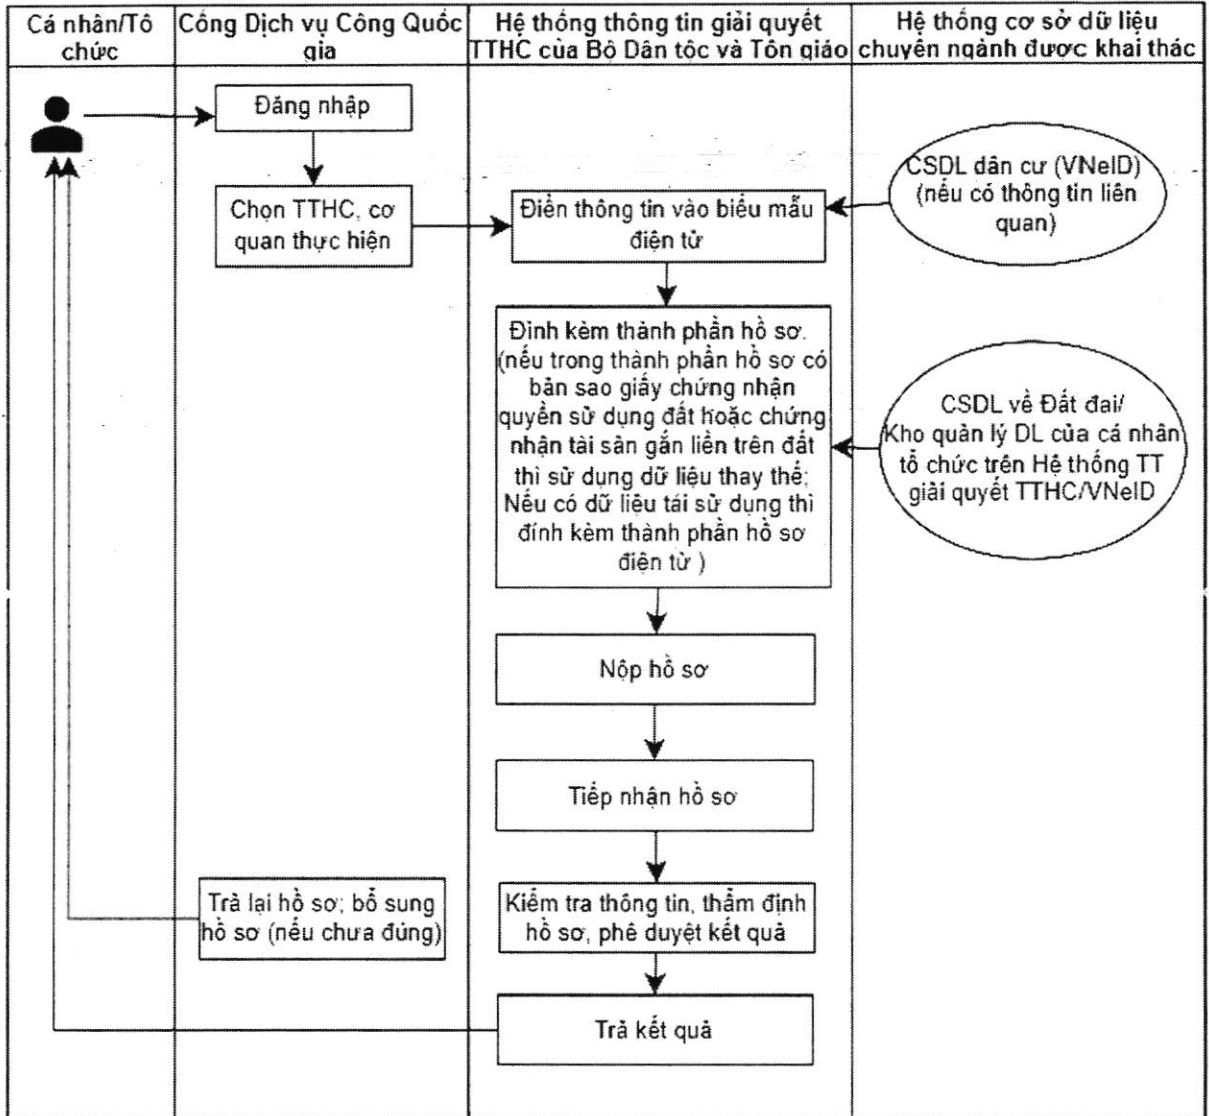 Cá nhân/Tổ
chức
Cổng Dịch vụ Công Quốc
gia
Hệ thống thông tin giải quyết
TTHC của Bộ Dân tộc và Tôn giáo
Hệ thống cơ sở dữ liệu
chuyên ngành được khai thác
Đăng nhập
Chọn TTHC, cơ
quan thực hiện
Điền thông tin vào biểu mẫu
điện tử
CSDL dân cư (VNeID)
(nếu có thông tin liên
quan)
Đính kèm thành phần hồ sơ.
(nếu trong thành phần hồ sơ có
bản sao giấy chứng nhận
quyền sử dụng đất hoặc chứng
nhận tài sản gắn liền trên đất
thì sử dụng dữ liệu thay thế;
Nếu có dữ liệu tái sử dụng thì
đính kèm thành phần hồ sơ
điện tử )
CSDL về Đất đai/
Kho quản lý DL của cá nhân
tổ chức trên Hệ thống TT
giải quyết TTHC/VNeID
Nộp hồ sơ
Tiếp nhận hồ sơ
Trả lại hồ sơ; bổ sung
hồ sơ (nếu chưa đúng)
Kiểm tra thông tin, thẩm định
hồ sơ, phê duyệt kết quả
Trả kết quả